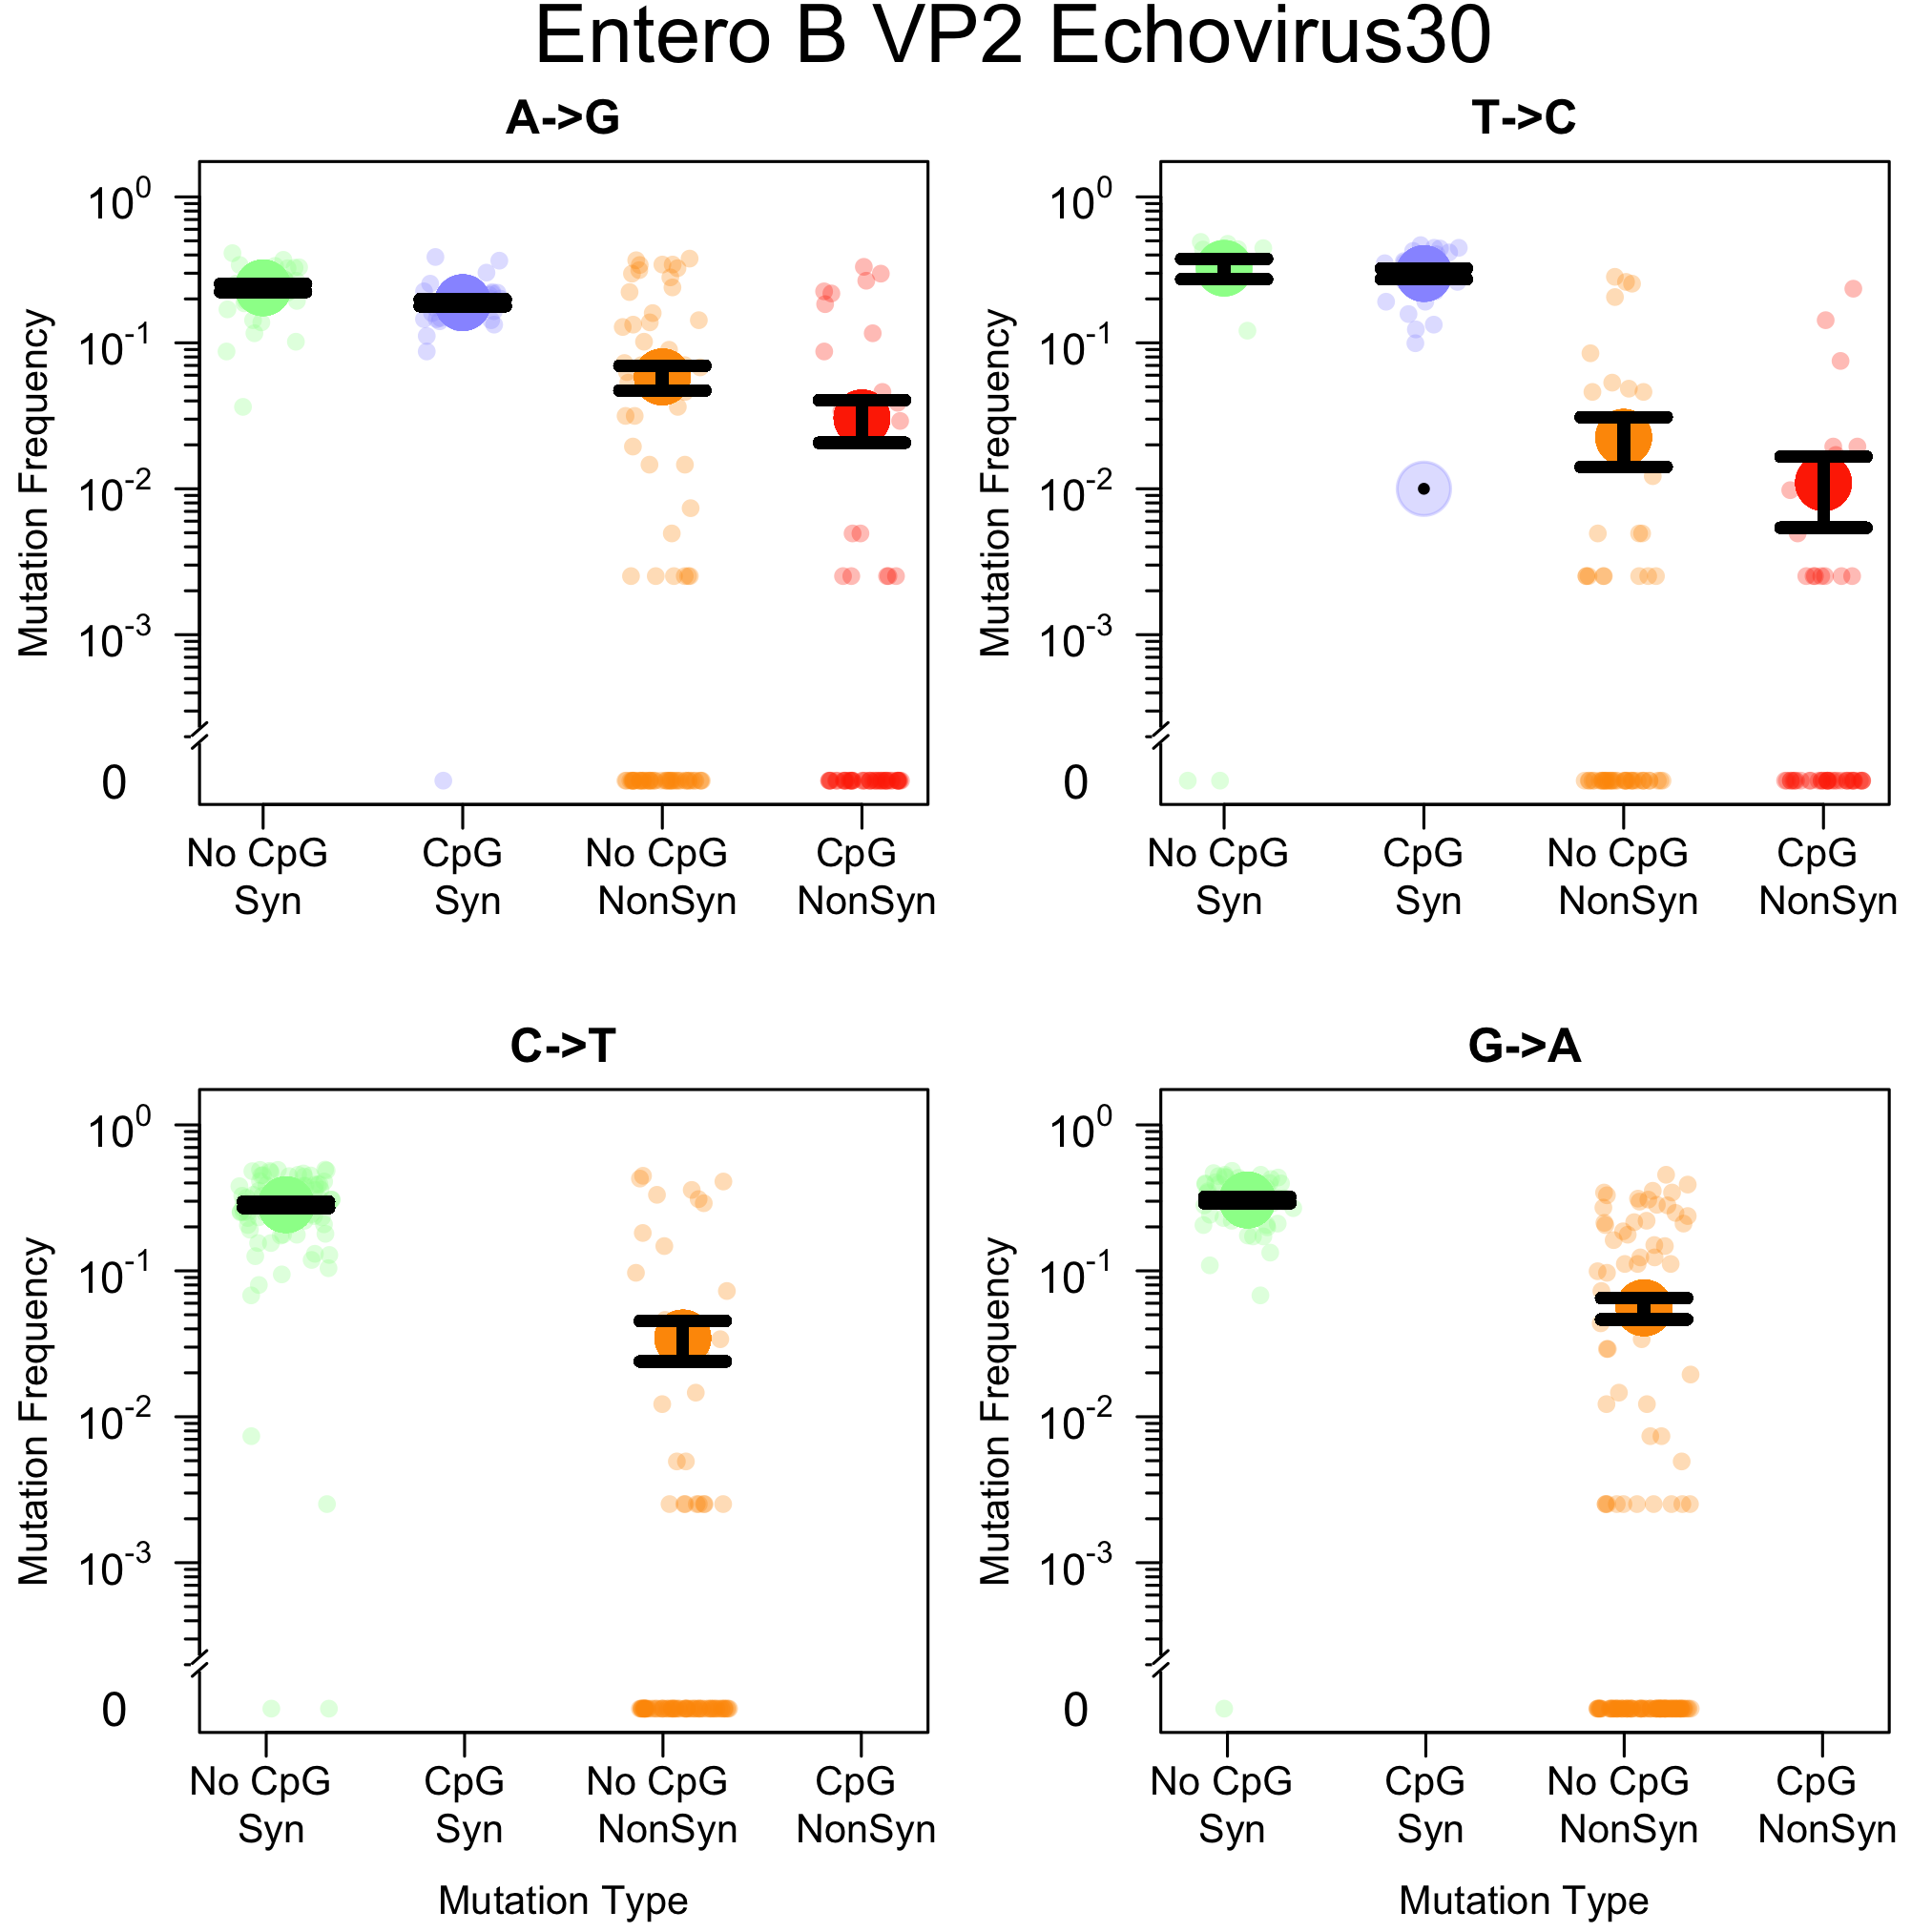 Entero B VP2 Echovirus30
A->G
Mutation Frequency
10^0
10^-1
10^-2
10^-3
0
No CpG Syn
CpG Syn
No CpG NonSyn
CpG NonSyn
T->C
Mutation Frequency
10^0
10^-1
10^-2
10^-3
0
No CpG Syn
CpG Syn
No CpG NonSyn
CpG NonSyn
C->T
Mutation Frequency
10^0
10^-1
10^-2
10^-3
0
No CpG Syn
CpG Syn
No CpG NonSyn
CpG NonSyn
Mutation Type
G->A
Mutation Frequency
10^0
10^-1
10^-2
10^-3
0
No CpG Syn
CpG Syn
No CpG NonSyn
CpG NonSyn
Mutation Type